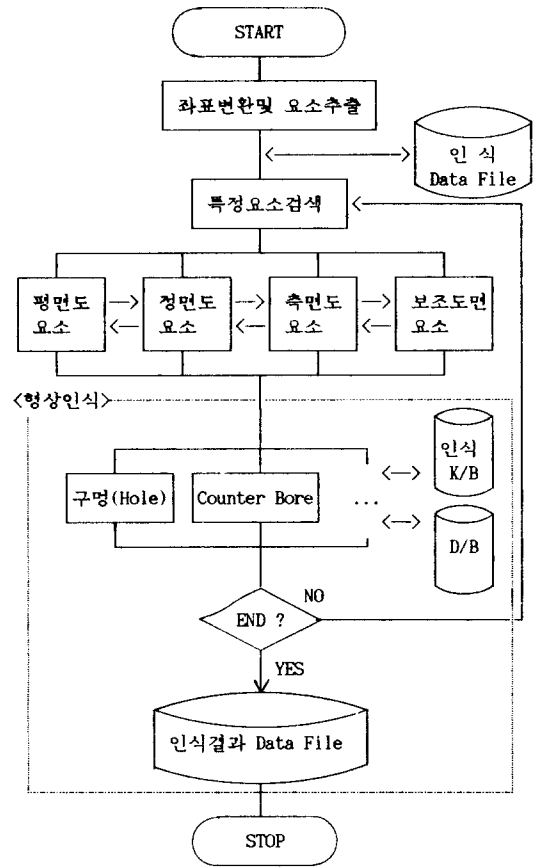 START
좌표변환및 요소추출
인 식
Data File
특정요소검색
평면도
요소
정면도
요소
측면도
요소
보조도면
요소
<형상인식>
구멍(Hole)
Counter Bore
...
인식
K/B
D/B
END ?
NO
YES
인식결과 Data File
STOP